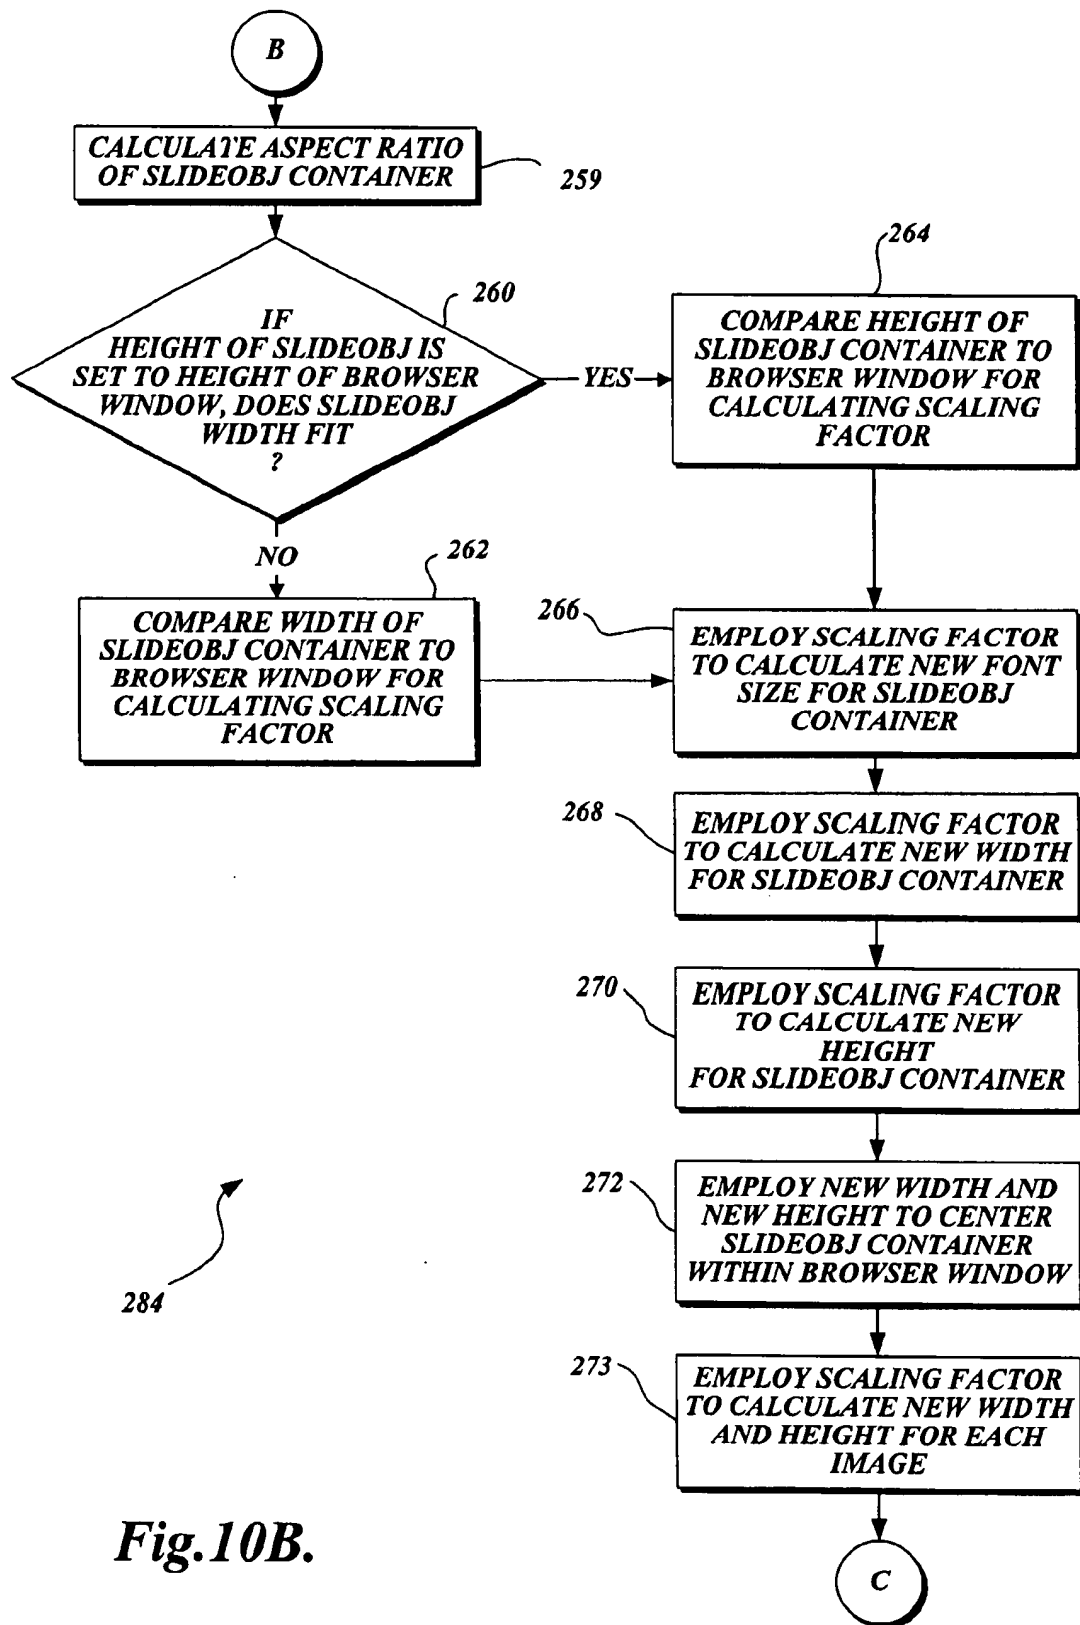 B
CALCULATE ASPECT RATIO
OF SLIDEOBJ CONTAINER
259
IF
HEIGHT OF SLIDEOBJ IS
SET TO HEIGHT OF BROWSER
WINDOW, DOES SLIDEOBJ
WIDTH FIT
?
260
YES
264
COMPARE HEIGHT OF
SLIDEOBJ CONTAINER TO
BROWSER WINDOW FOR
CALCULATING SCALING
FACTOR
NO
262
COMPARE WIDTH OF
SLIDEOBJ CONTAINER TO
BROWSER WINDOW FOR
CALCULATING SCALING
FACTOR
266
EMPLOY SCALING FACTOR
TO CALCULATE NEW FONT
SIZE FOR SLIDEOBJ
CONTAINER
268
EMPLOY SCALING FACTOR
TO CALCULATE NEW WIDTH
FOR SLIDEOBJ CONTAINER
270
EMPLOY SCALING FACTOR
TO CALCULATE NEW
HEIGHT
FOR SLIDEOBJ CONTAINER
272
EMPLOY NEW WIDTH AND
NEW HEIGHT TO CENTER
SLIDEOBJ CONTAINER
WITHIN BROWSER WINDOW
284
273
EMPLOY SCALING FACTOR
TO CALCULATE NEW WIDTH
AND HEIGHT FOR EACH
IMAGE
C
Fig.10B.